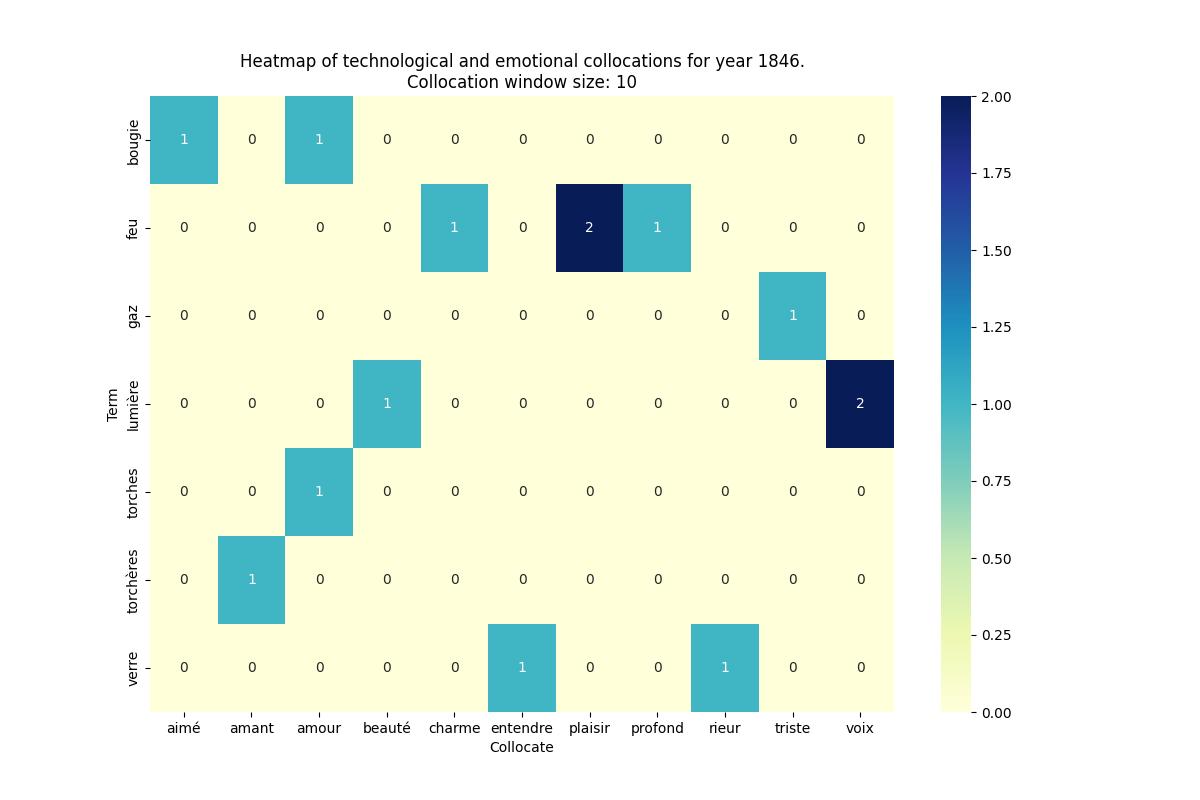 Heatmap of technological and emotional collocations for year 1846.
Collocation window size: 10
bougie 1 0 1 0 0 0 0 0 0 0 0
feu 0 0 0 0 1 0 2 1 0 0 0
gaz 0 0 0 0 0 0 0 0 0 1 0
lumière 0 0 0 1 0 0 0 0 0 0 2
torches 0 0 1 0 0 0 0 0 0 0 0
torchères 0 1 0 0 0 0 0 0 0 0 0
verre 0 0 0 0 0 1 0 0 1 0 0
Term
aimé amant amour beauté charme entendre plaisir profond rieur triste voix
Collocate
2.00
1.75
1.50
1.25
1.00
0.75
0.50
0.25
0.00